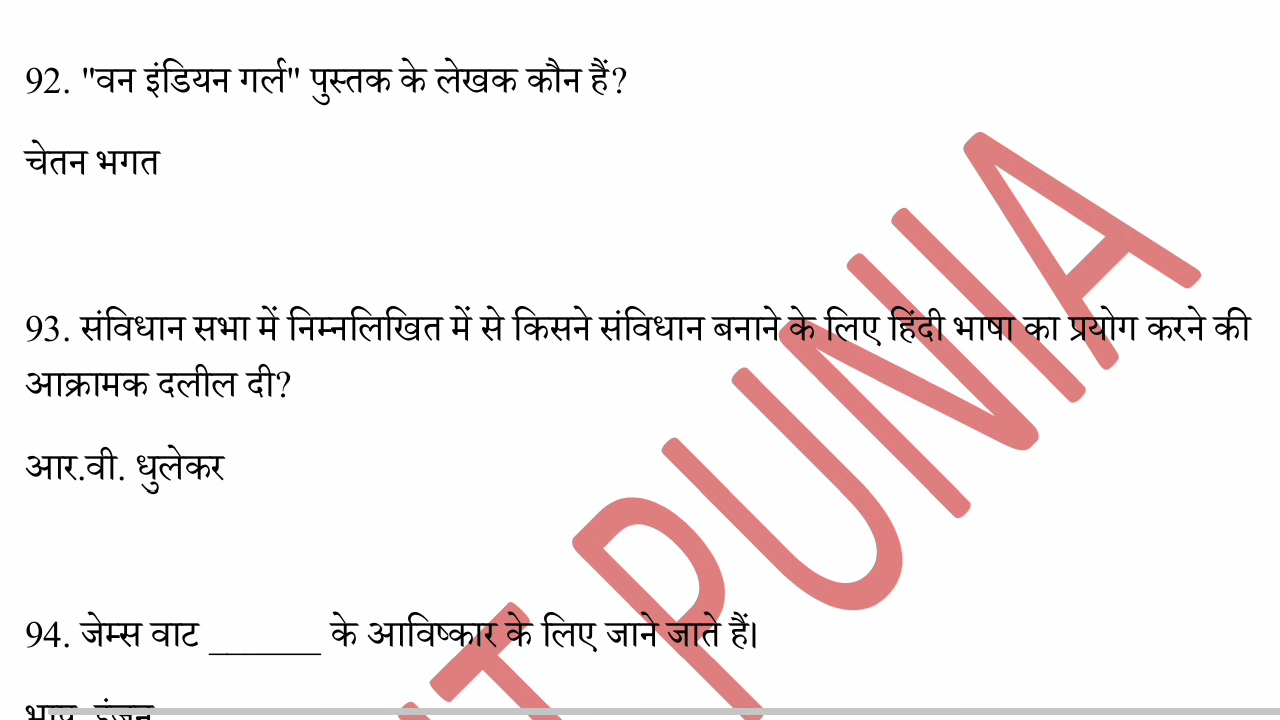 92. "वन इंडियन गर्ल" पुस्तक के लेखक कौन हैं?
चेतन भगत
93. संविधान सभा में निम्नलिखित में से किसने संविधान बनाने के लिए हिंदी भाषा का प्रयोग करने की
आक्रामक दलील दी?
आर.वी. धुलेकर
94. जेम्स वाट ______ के आविष्कार के लिए जाने जाते हैं।
PUNIA